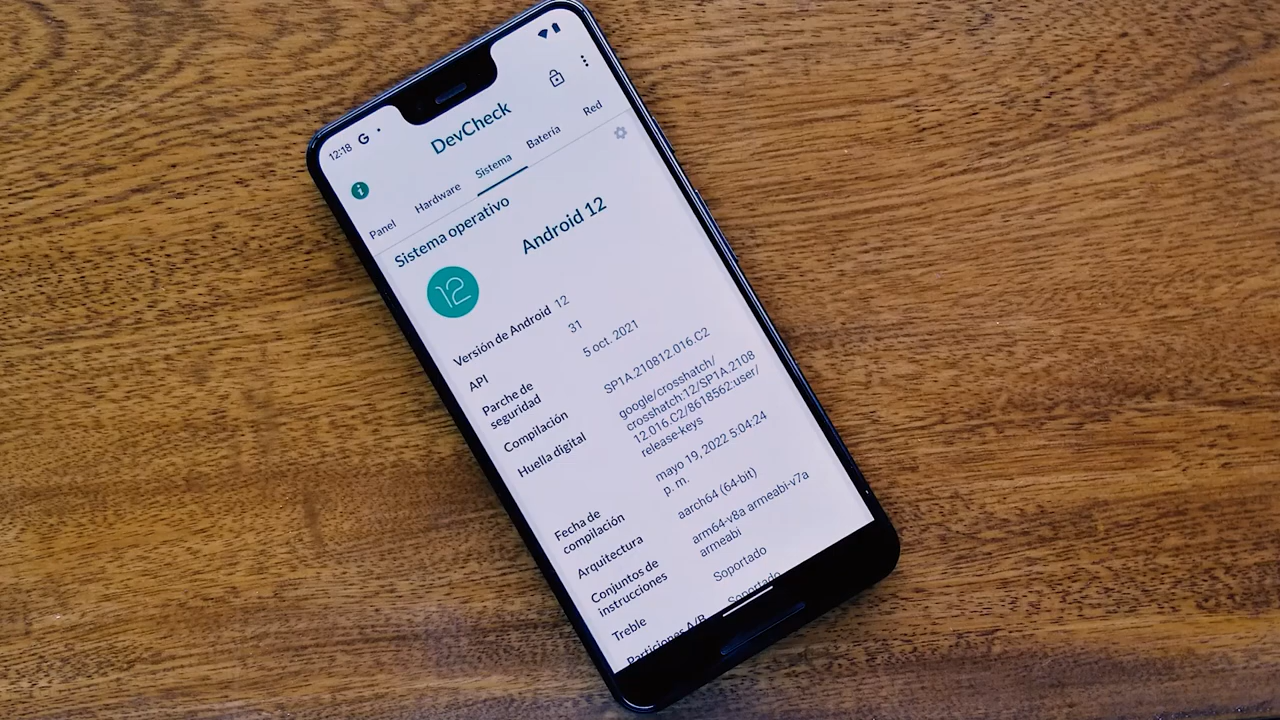 12:18 G
DevCheck
Panel Hardware Sistema Batería Red
Sistema operativo
Android 12
12
Versión de Android 12
API 31
Parche de
seguridad
5 oct. 2021
Compilación SP1A.210812.016.C2
Huella digital
google/crosshatch/
crosshatch:12/SP1A.2108
12.016.C2/8618562:user/
release-keys
Fecha de
compilación
mayo 19, 2022 5:04:24
p. m.
Arquitectura aarch64 (64-bit)
Conjuntos de
instrucciones
arm64-v8a armeabi-v7a
armeabi
Treble Soportado
Particiones A/B Soportado